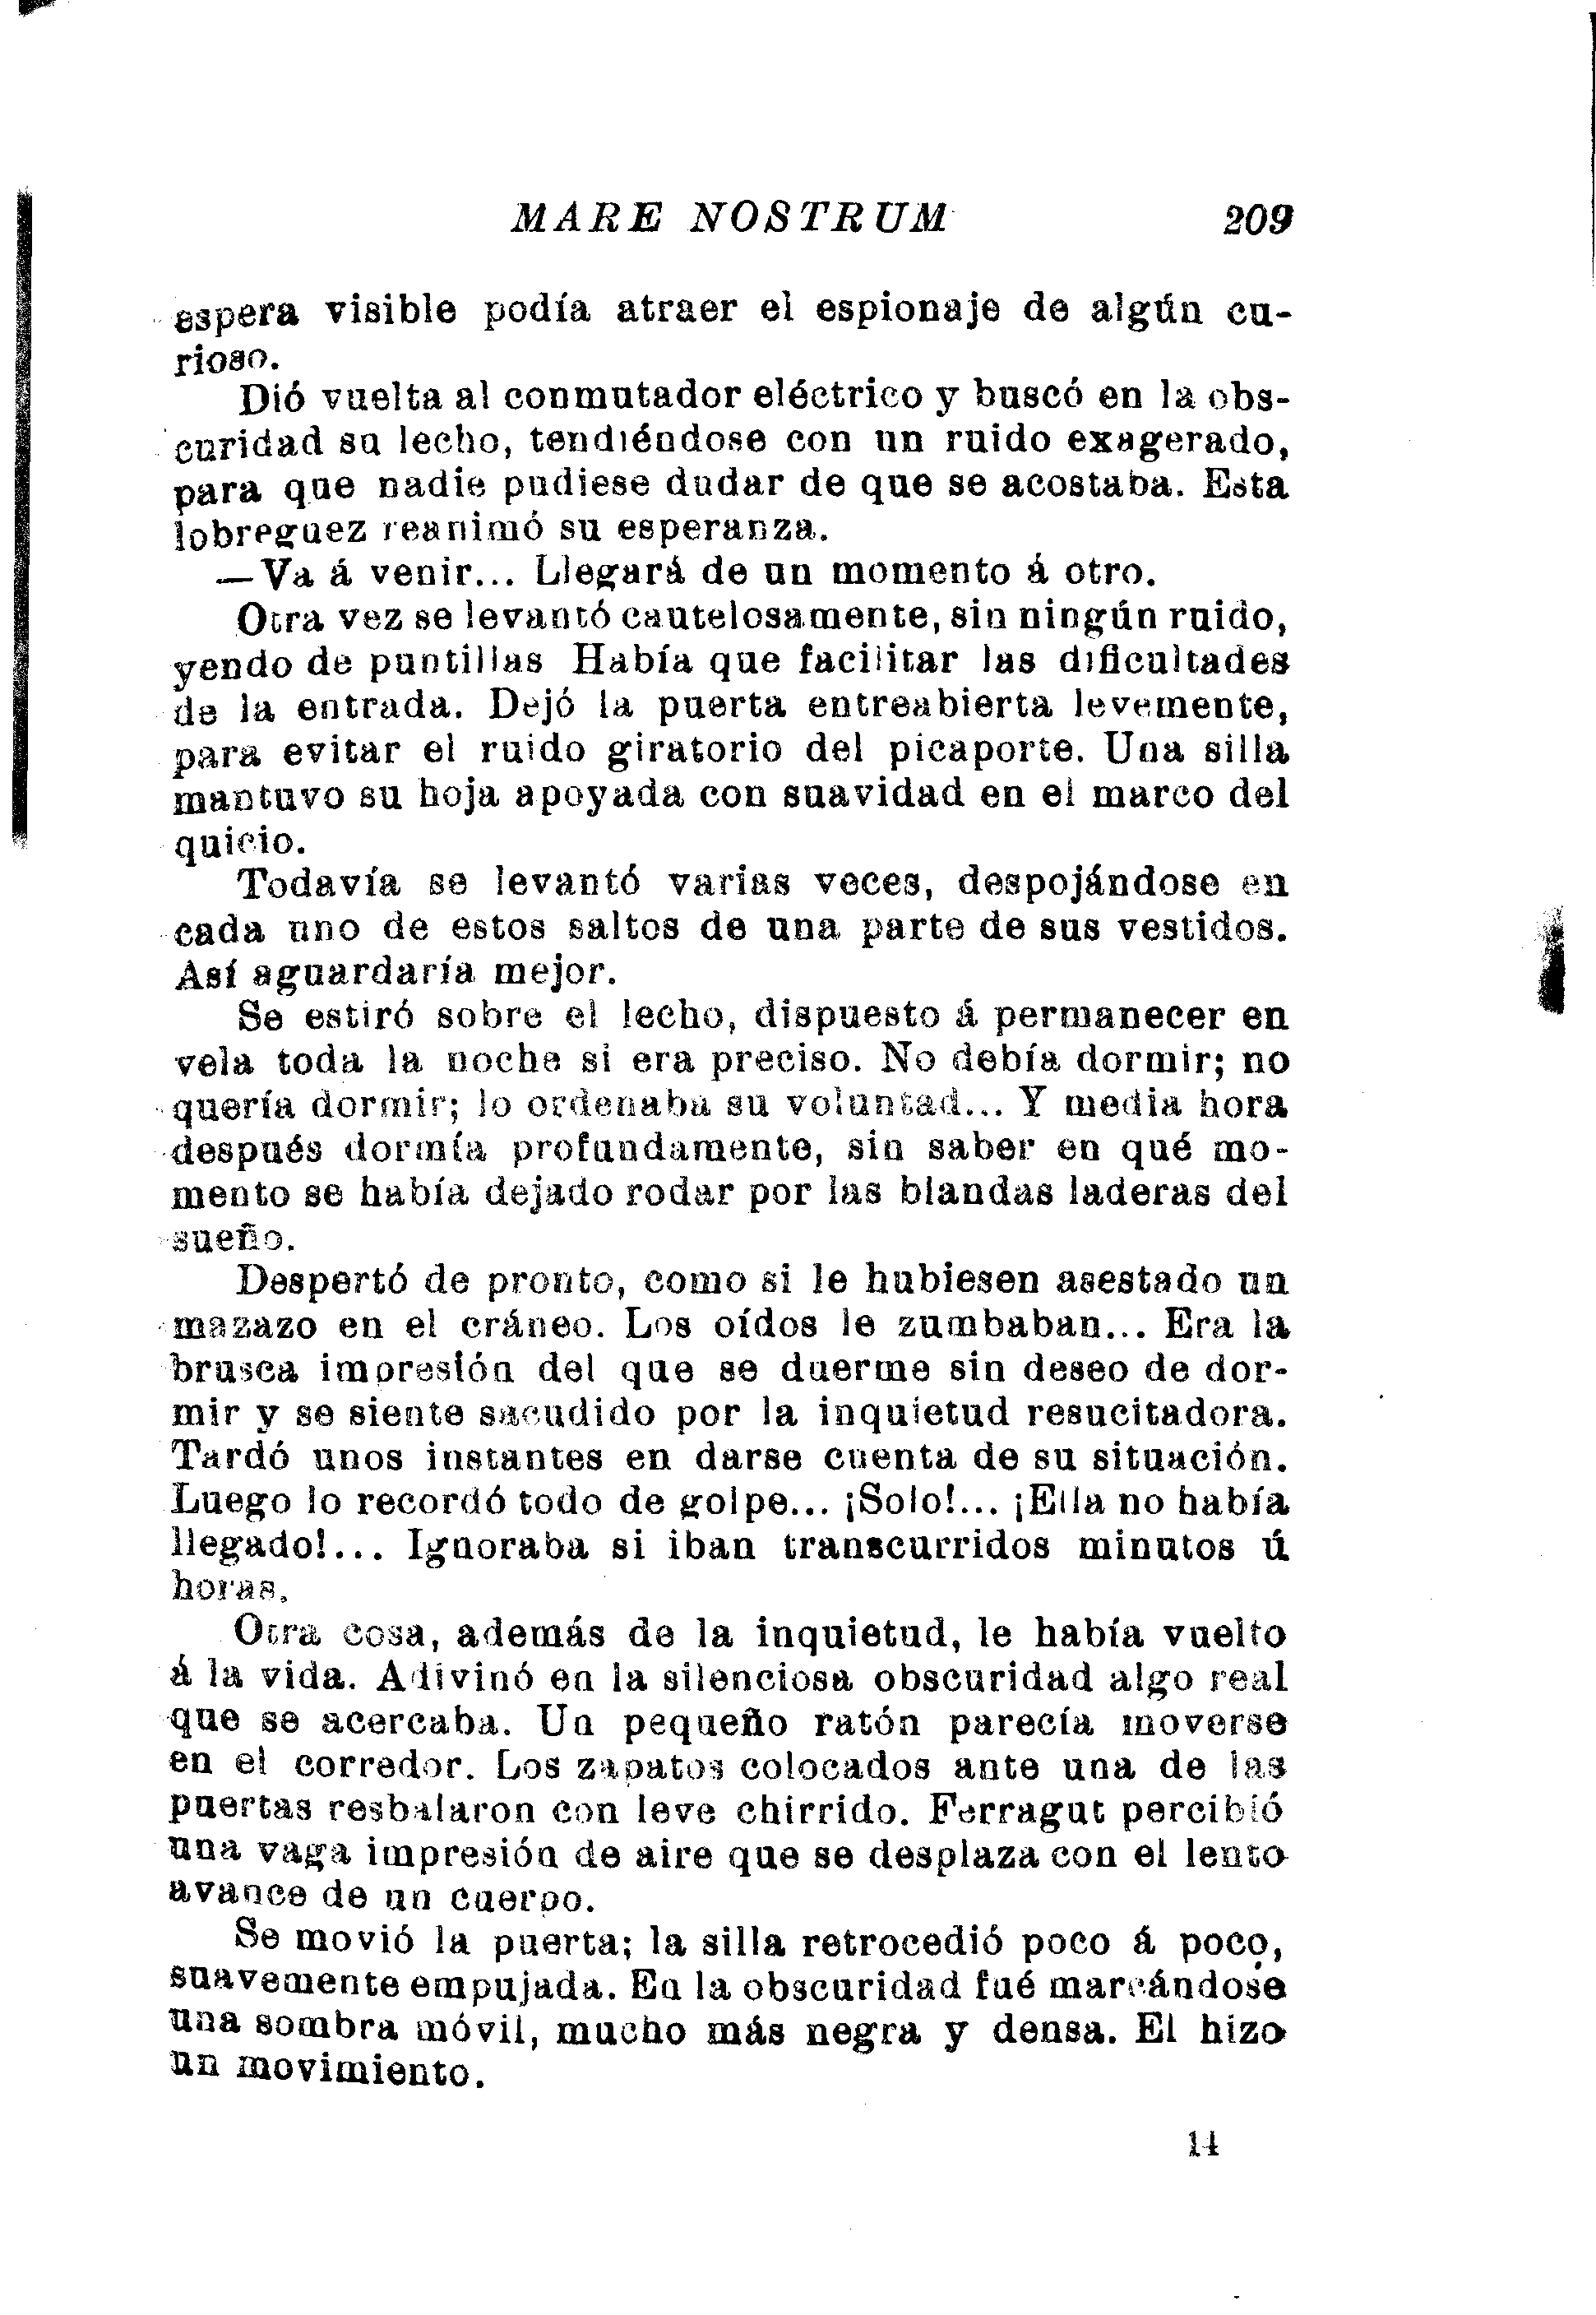 MARE NOSTRUM 209
espera visible podía atraer el espionaje de algún cu-
rioso.
Dió vuelta al conmutador eléctrico y buscó en la obs-
curidad su lecho, tendiéndose con un ruido exagerado,
para que nadie pudiese dudar de que se acostaba. Esta
lobreguez reanimó su esperanza.
—Va á venir... Llegará de un momento á otro.
Otra vez se levantó cautelosamente, sin ningún ruido,
yendo de puntillas Había que facilitar las dificultades
de la entrada. Dejó la puerta entreabierta levemente,
para evitar el ruido giratorio del picaporte. Una silla
mantuvo su hoja apoyada con suavidad en el marco del
quicio.
Todavía se levantó varias veces, despojándose en
cada uno de estos saltos de una parte de sus vestidos.
Así aguardaría mejor.
Se estiró sobre el lecho, dispuesto á permanecer en
vela toda la noche si era preciso. No debía dormir; no
quería dormir; lo ordenaba su voluntad... Y media hora
después dormía profundamente, sin saber en qué mo-
mento se había dejado rodar por las blandas laderas del
sueño.
Despertó de pronto, como si le hubiesen asestado un
mazazo en el cráneo. Los oídos le zumbaban... Era la
brusca impresión del que se duerme sin deseo de dor-
mir y se siente sacudido por la inquietud resucitadora.
Tardó unos instantes en darse cuenta de su situación.
Luego lo recordó todo de golpe... ¡Solo!... ¡Ella no había
llegado!... Ignoraba si iban transcurridos minutos ú
horas.
Otra cosa, además de la inquietud, le había vuelto
á la vida. Adivinó en la silenciosa obscuridad algo real
que se acercaba. Un pequeño ratón parecía moverse
en el corredor. Los zapatos colocados ante una de las
puertas resbalaron con leve chirrido. Ferragut percibió
una vaga impresión de aire que se desplaza con el lento
avance de un cuerpo.
Se movió la puerta; la silla retrocedió poco á poco,
suavemente empujada. En la obscuridad fué marcándose
una sombra móvil, mucho más negra y densa. El hizo
un movimiento.
14